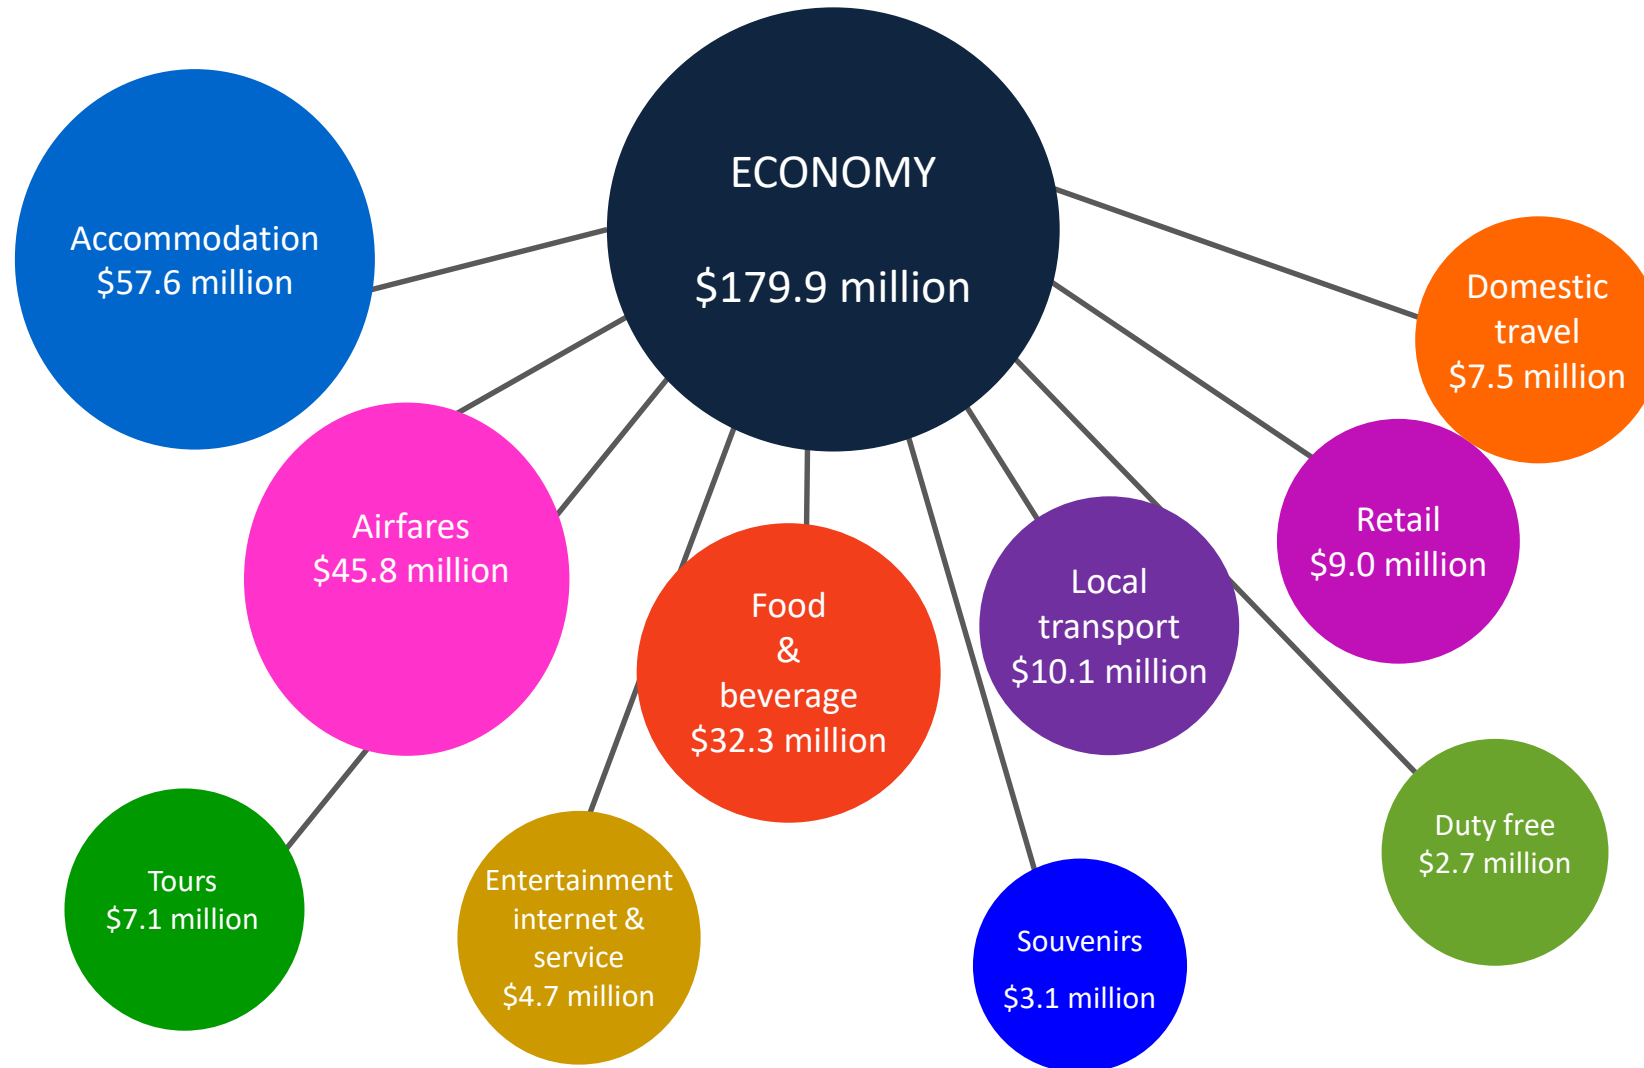 ECONOMY
$179.9 million
Accommodation
$57.6 million
Domestic
travel
$7.5 million
Airfares
$45.8 million
Retail
$9.0 million
Food
&
beverage
$32.3 million
Local
transport
$10.1 million
Duty free
$2.7 million
Tours
$7.1 million
Entertainment
internet &
service
$4.7 million
Souvenirs
$3.1 million